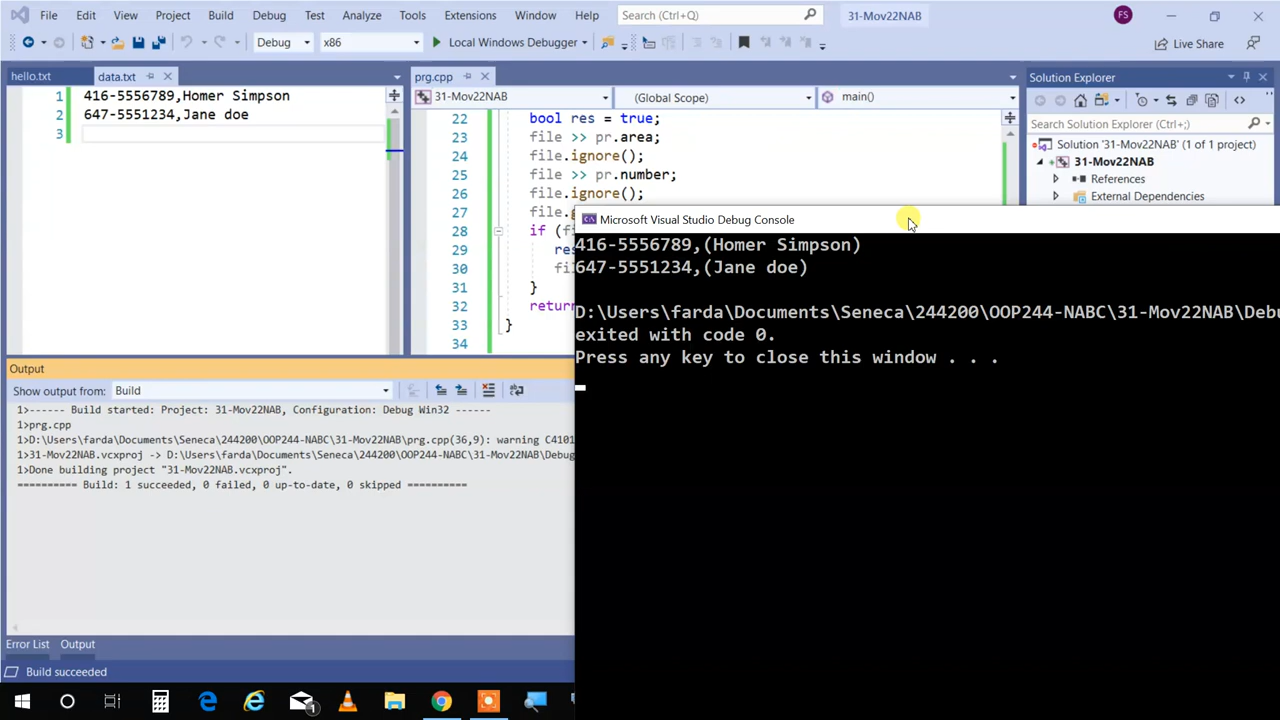 File Edit View Project Build Debug Test Analyze Tools Extensions Window Help Search (Ctrl+Q) 31-Mov22NAB FS
Debug x86 Local Windows Debugger Live Share
hello.txt data.txt
1 416-5556789,Homer Simpson
2 647-5551234,Jane doe
3
prg.cpp
31-Mov22NAB (Global Scope) main()
22 bool res = true;
23 file >> pr.area;
24 file.ignore();
25 file >> pr.number;
26 file.ignore();
27 file.
28 if (
29 res
30
31 }
32 return
33 }
34
Solution Explorer
Search Solution Explorer (Ctrl+;)
Solution '31-Mov22NAB' (1 of 1 project)
31-Mov22NAB
References
External Dependencies
Microsoft Visual Studio Debug Console
416-5556789,(Homer Simpson)
647-5551234,(Jane doe)
D:\Users\farda\Documents\Seneca\244200\OOP244-NABC\31-Mov22NAB\Debu
exited with code 0.
Press any key to close this window . . .
Output
Show output from: Build
1>------ Build started: Project: 31-Mov22NAB, Configuration: Debug Win32 ------
1>prg.cpp
1>D:\Users\farda\Documents\Seneca\244200\OOP244-NABC\31-Mov22NAB\prg.cpp(36,9): warning C4101
1>31-Mov22NAB.vcxproj -> D:\Users\farda\Documents\Seneca\244200\OOP244-NABC\31-Mov22NAB\Debug
1>Done building project "31-Mov22NAB.vcxproj".
========== Build: 1 succeeded, 0 failed, 0 up-to-date, 0 skipped ==========
Error List Output
Build succeeded
1